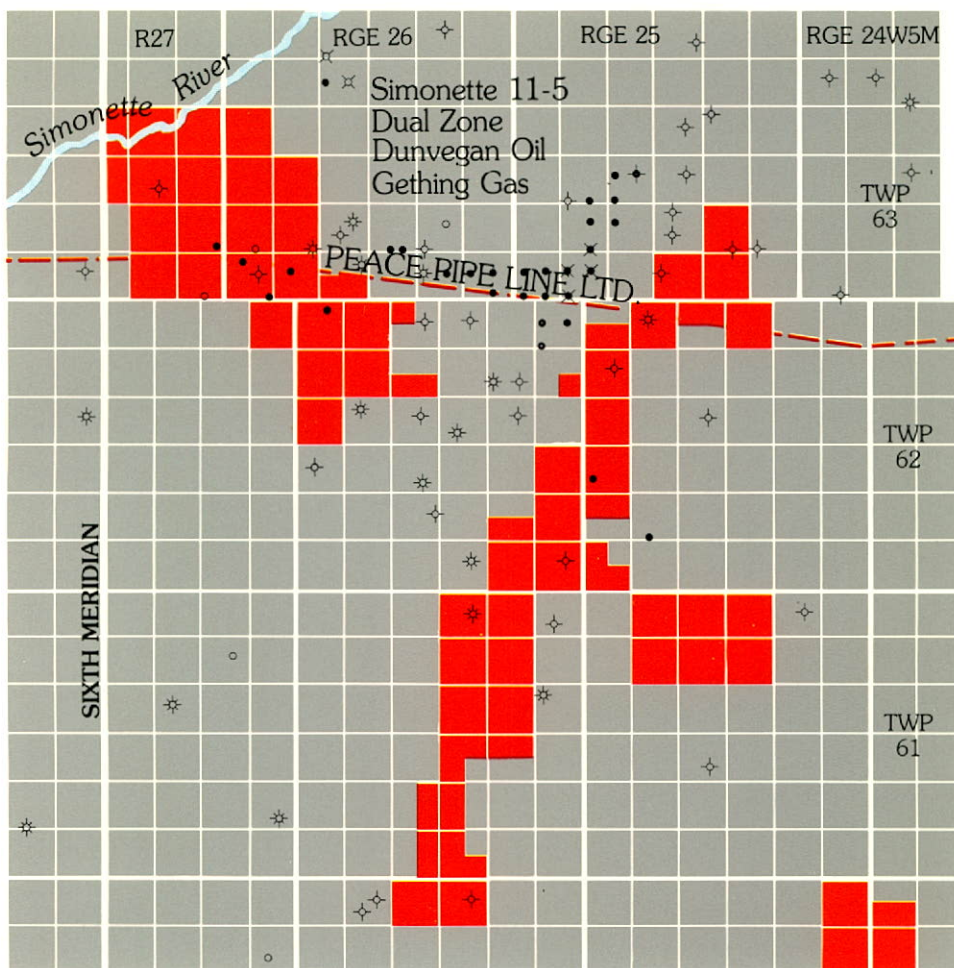 R27
RGE 26
RGE 25
RGE 24W5M
Simonette River
Simonette 11-5
Dual Zone
Dunvegan Oil
Gething Gas
TWP
63
PEACE PIPE LINE LTD.
TWP
62
SIXTH MERIDIAN
TWP
61